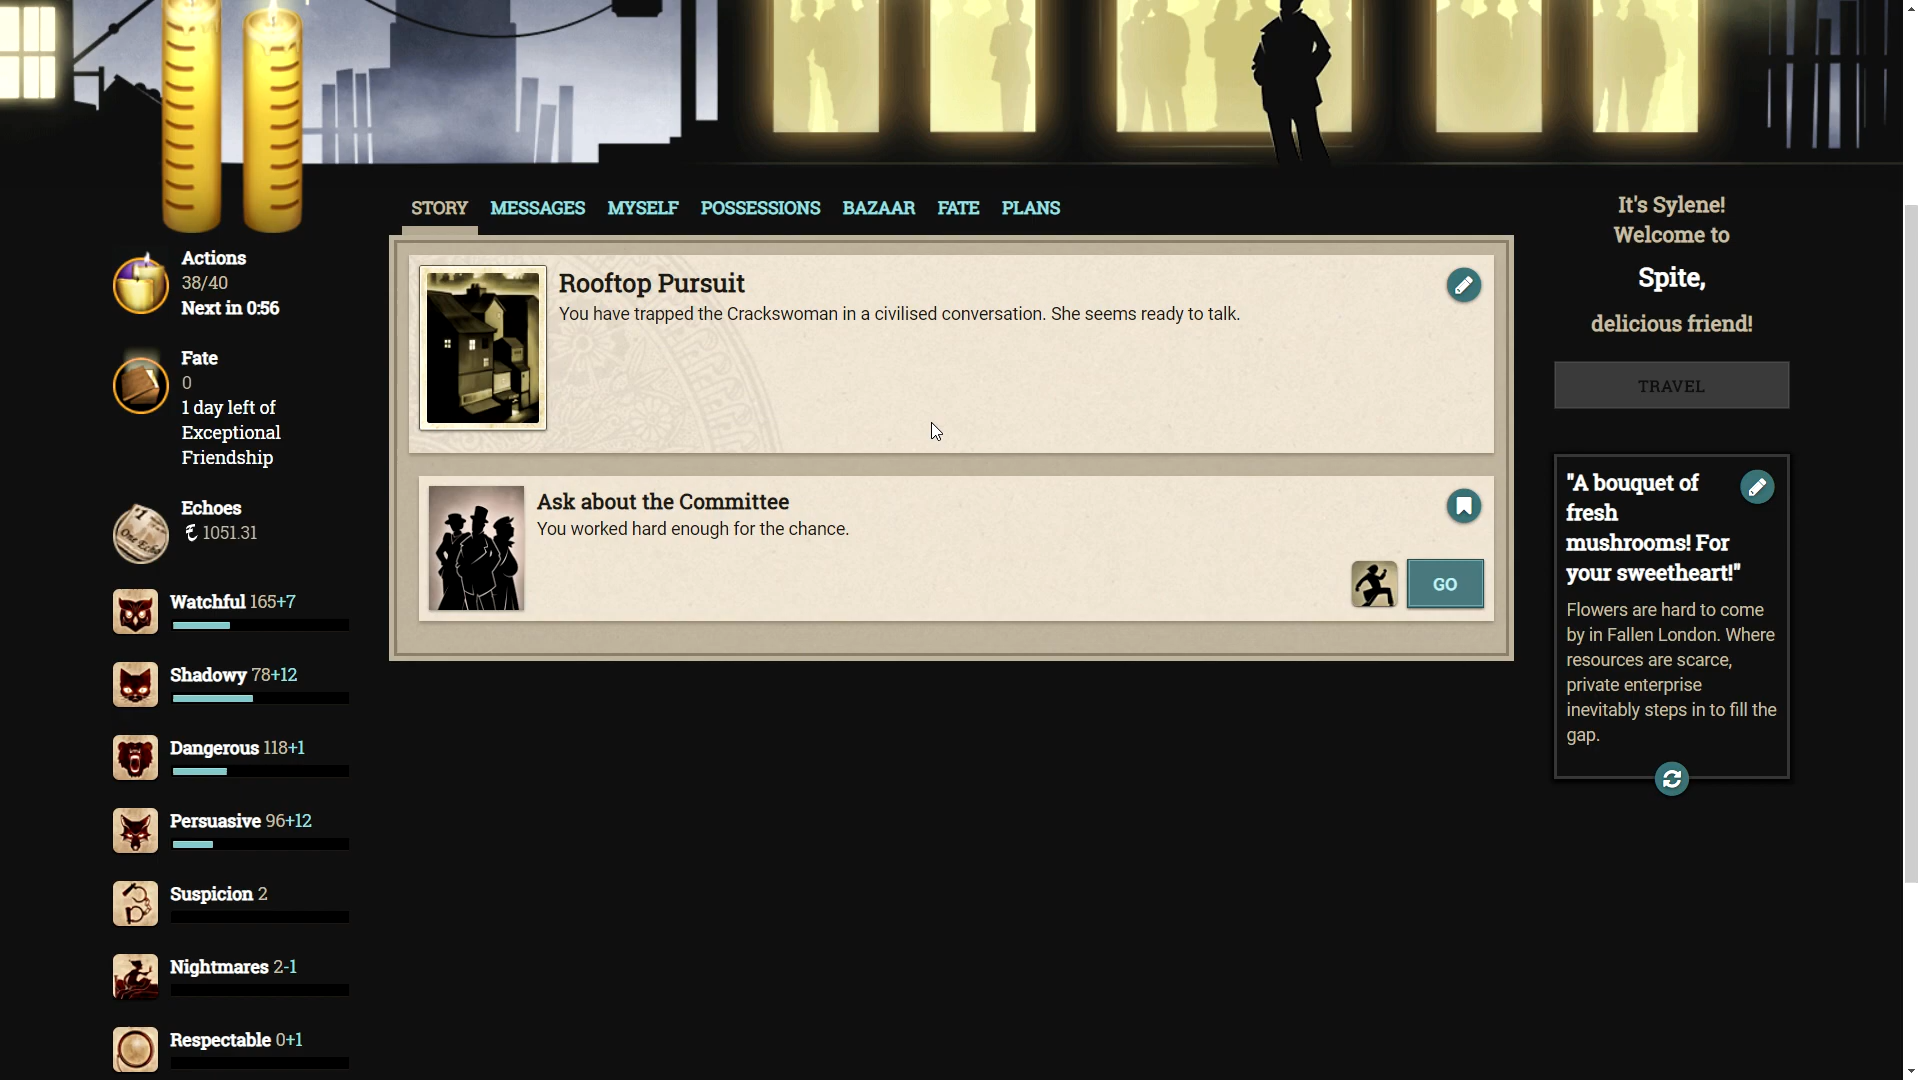 STORY MESSAGES MYSELF POSSESSIONS BAZAAR FATE PLANS
Actions
38/40
Next in 0:56
Fate
0
1 day left of
Exceptional
Friendship
Echoes
1051.31
Watchful 165+7
Shadowy 78+12
Dangerous 118+1
Persuasive 96+12
Suspicion 2
Nightmares 2-1
Respectable 0+1
Rooftop Pursuit
You have trapped the Crackswoman in a civilised conversation. She seems ready to talk.
Ask about the Committee
You worked hard enough for the chance.
GO
It's Sylene!
Welcome to
Spite,
delicious friend!
TRAVEL
"A bouquet of
fresh
mushrooms! For
your sweetheart!"
Flowers are hard to come
by in Fallen London. Where
resources are scarce,
private enterprise
inevitably steps in to fill the
gap.